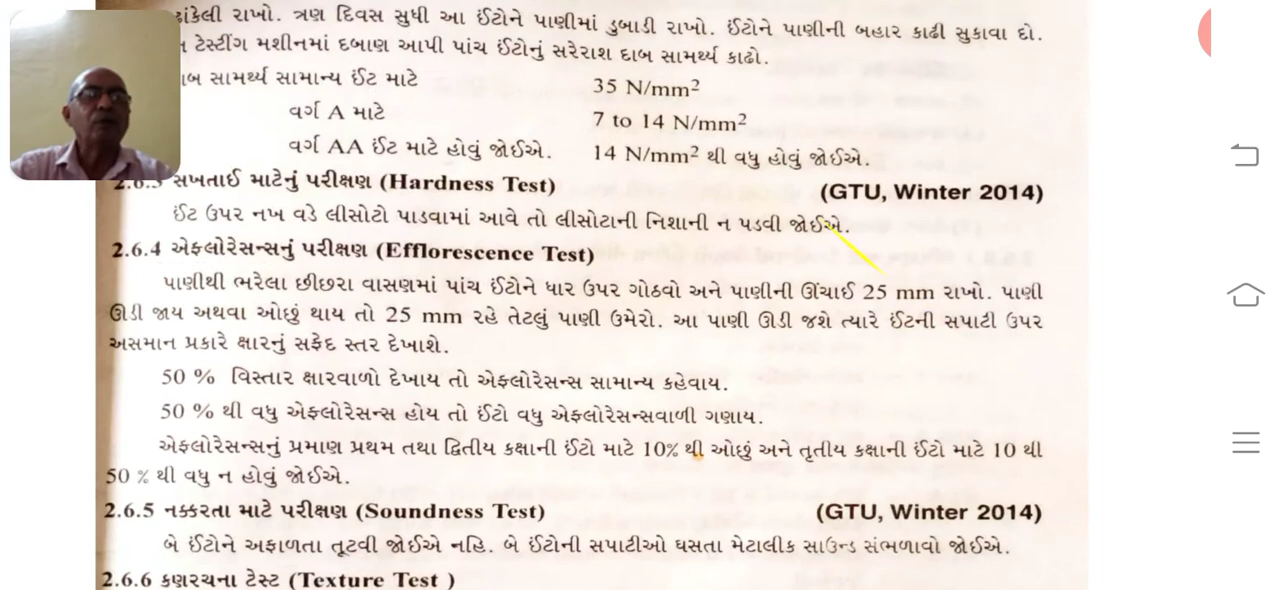 ઢાંકેલી રાખો. ત્રણ દિવસ સુધી આ ઈંટોને પાણીમાં ડુબાડી રાખો. ઈંટોને પાણીની બહાર કાઢી સુકાવા દો.
ટેસ્ટીંગ મશીનમાં દબાણ આપી પાંચ ઈંટોનું સરેરાશ દાબ સામર્થ્ય કાઢો.
દાબ સામર્થ્ય સામાન્ય ઈંટ માટે 35 N/mm²
વર્ગ A માટે 7 to 14 N/mm²
વર્ગ AA ઈંટ માટે હોવું જોઈએ. 14 N/mm² થી વધુ હોવું જોઈએ.
2.6.3 સખતાઈ માટેનું પરીક્ષણ (Hardness Test) (GTU, Winter 2014)
ઈંટ ઉપર નખ વડે લીસોટો પાડવામાં આવે તો લીસોટાની નિશાની ન પડવી જોઈએ.
2.6.4 એફ્લોરેસન્સનું પરીક્ષણ (Efflorescence Test)
પાણીથી ભરેલા છીછરા વાસણમાં પાંચ ઈંટોને ધાર ઉપર ગોઠવો અને પાણીની ઊંચાઈ 25 mm રાખો. પાણી
ઊડી જાય અથવા ઓછું થાય તો 25 mm રહે તેટલું પાણી ઉમેરો. આ પાણી ઊડી જશે ત્યારે ઈંટની સપાટી ઉપર
અસમાન પ્રકારે ક્ષારનું સફેદ સ્તર દેખાશે.
50 % વિસ્તાર ક્ષારવાળો દેખાય તો એફ્લોરેસન્સ સામાન્ય કહેવાય.
50 % થી વધુ એફ્લોરેસન્સ હોય તો ઈંટો વધુ એફ્લોરેસન્સવાળી ગણાય.
એફ્લોરેસન્સનું પ્રમાણ પ્રથમ તથા દ્વિતીય કક્ષાની ઈંટો માટે 10% થી ઓછું અને તૃતીય કક્ષાની ઈંટો માટે 10 થી
50 % થી વધુ ન હોવું જોઈએ.
2.6.5 નક્કરતા માટે પરીક્ષણ (Soundness Test) (GTU, Winter 2014)
બે ઈંટોને અફાળતા તૂટવી જોઈએ નહિ. બે ઈંટોની સપાટીઓ ઘસતા મેટાલીક સાઉન્ડ સંભળાવો જોઈએ.
2.6.6 કણરચના ટેસ્ટ (Texture Test )